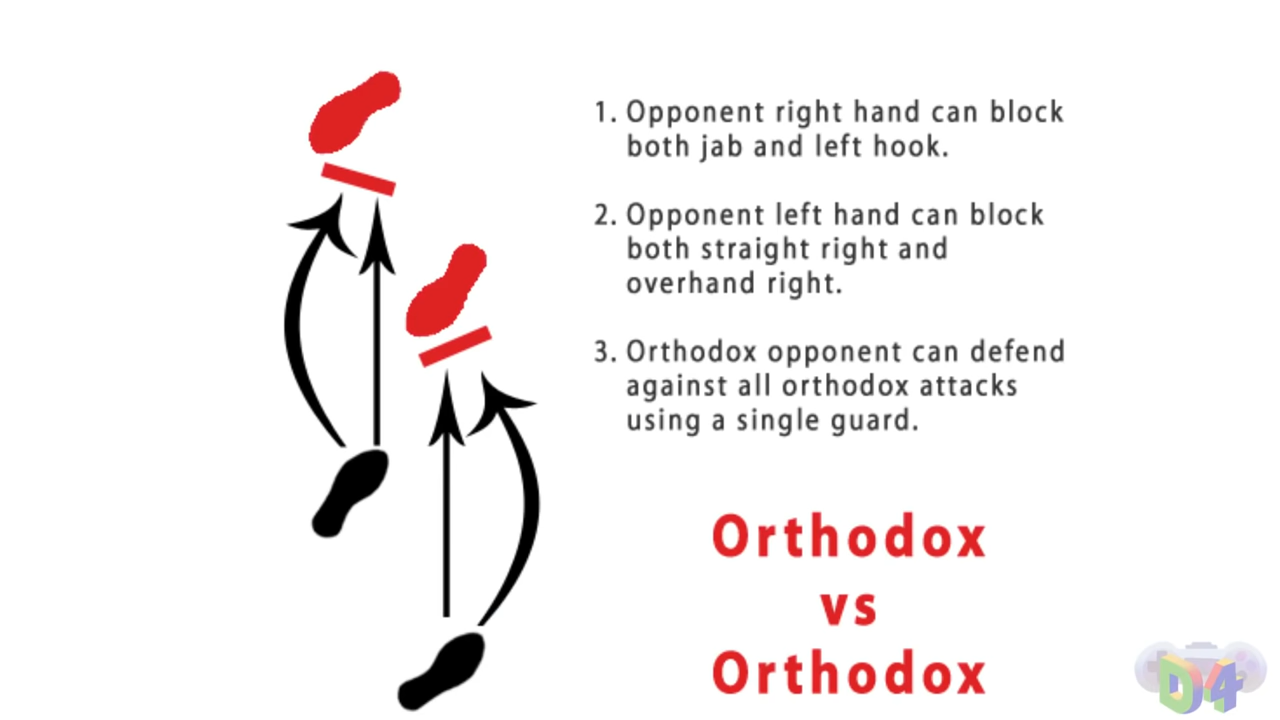 1. Opponent right hand can block
both jab and left hook.
2. Opponent left hand can block
both straight right and
overhand right.
3. Orthodox opponent can defend
against all orthodox attacks
using a single guard.
Orthodox
vs
Orthodox
D4